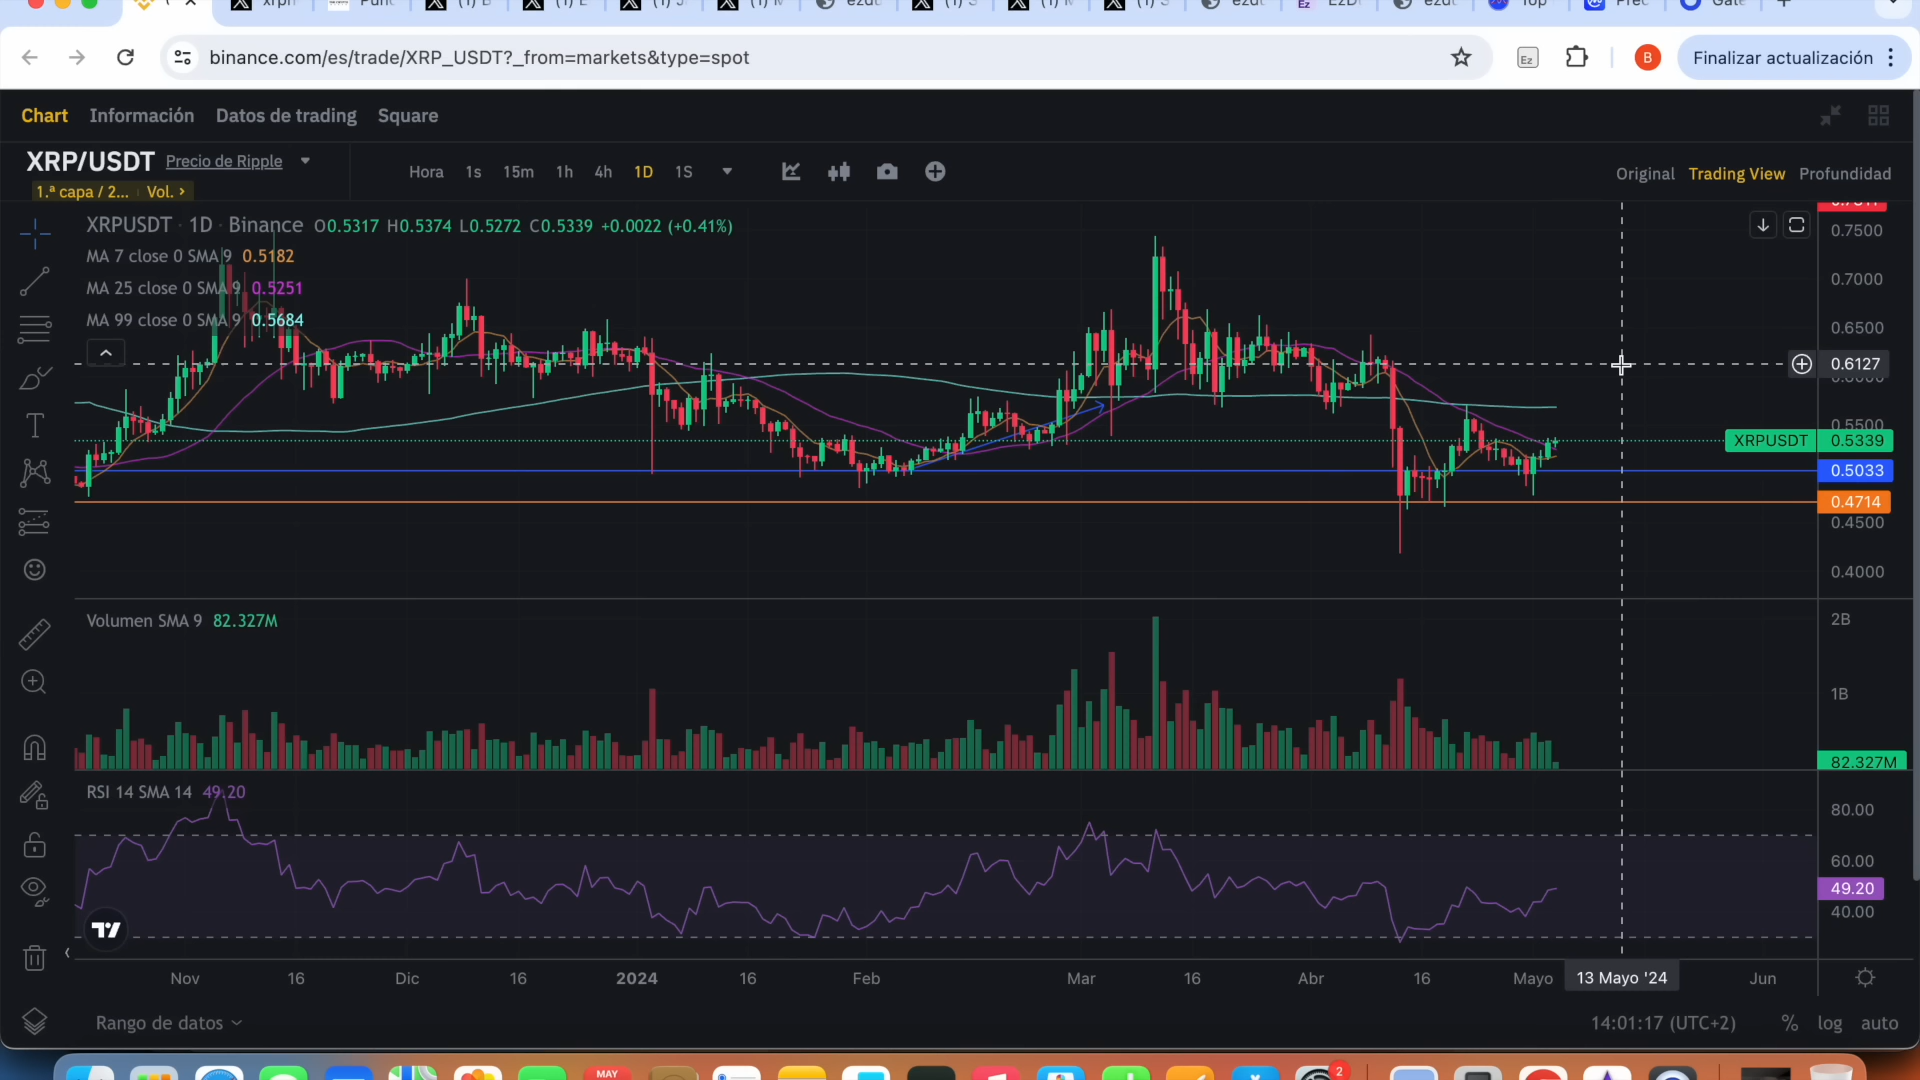 binance.com/es/trade/XRP_USDT?_from=markets&type=spot
Ez
B
Finalizar actualización
Chart Información Datos de trading Square
XRP/USDT Precio de Ripple
1.ª capa / 2... Vol. >
Hora 1s 15m 1h 4h 1D 1S
Original Trading View Profundidad
XRPUSDT · 1D · Binance O0.5317 H0.5374 L0.5272 C0.5339 +0.0022 (+0.41%)
MA 7 close 0 SMA 9 0.5182
MA 25 close 0 SMA 9 0.5251
MA 99 close 0 SMA 9 0.5684
0.7500
0.7000
0.6500
0.6127
0.6000
0.5500
XRPUSDT 0.5339
0.5033
0.4714
0.4500
0.4000
Volumen SMA 9 82.327M
2B
1B
82.327M
RSI 14 SMA 14 49.20
80.00
60.00
49.20
40.00
Nov 16 Dic 16 2024 16 Feb Mar 16 Abr 16 Mayo 13 Mayo '24 Jun
Rango de datos
14:01:17 (UTC+2) % log auto
MAY
2